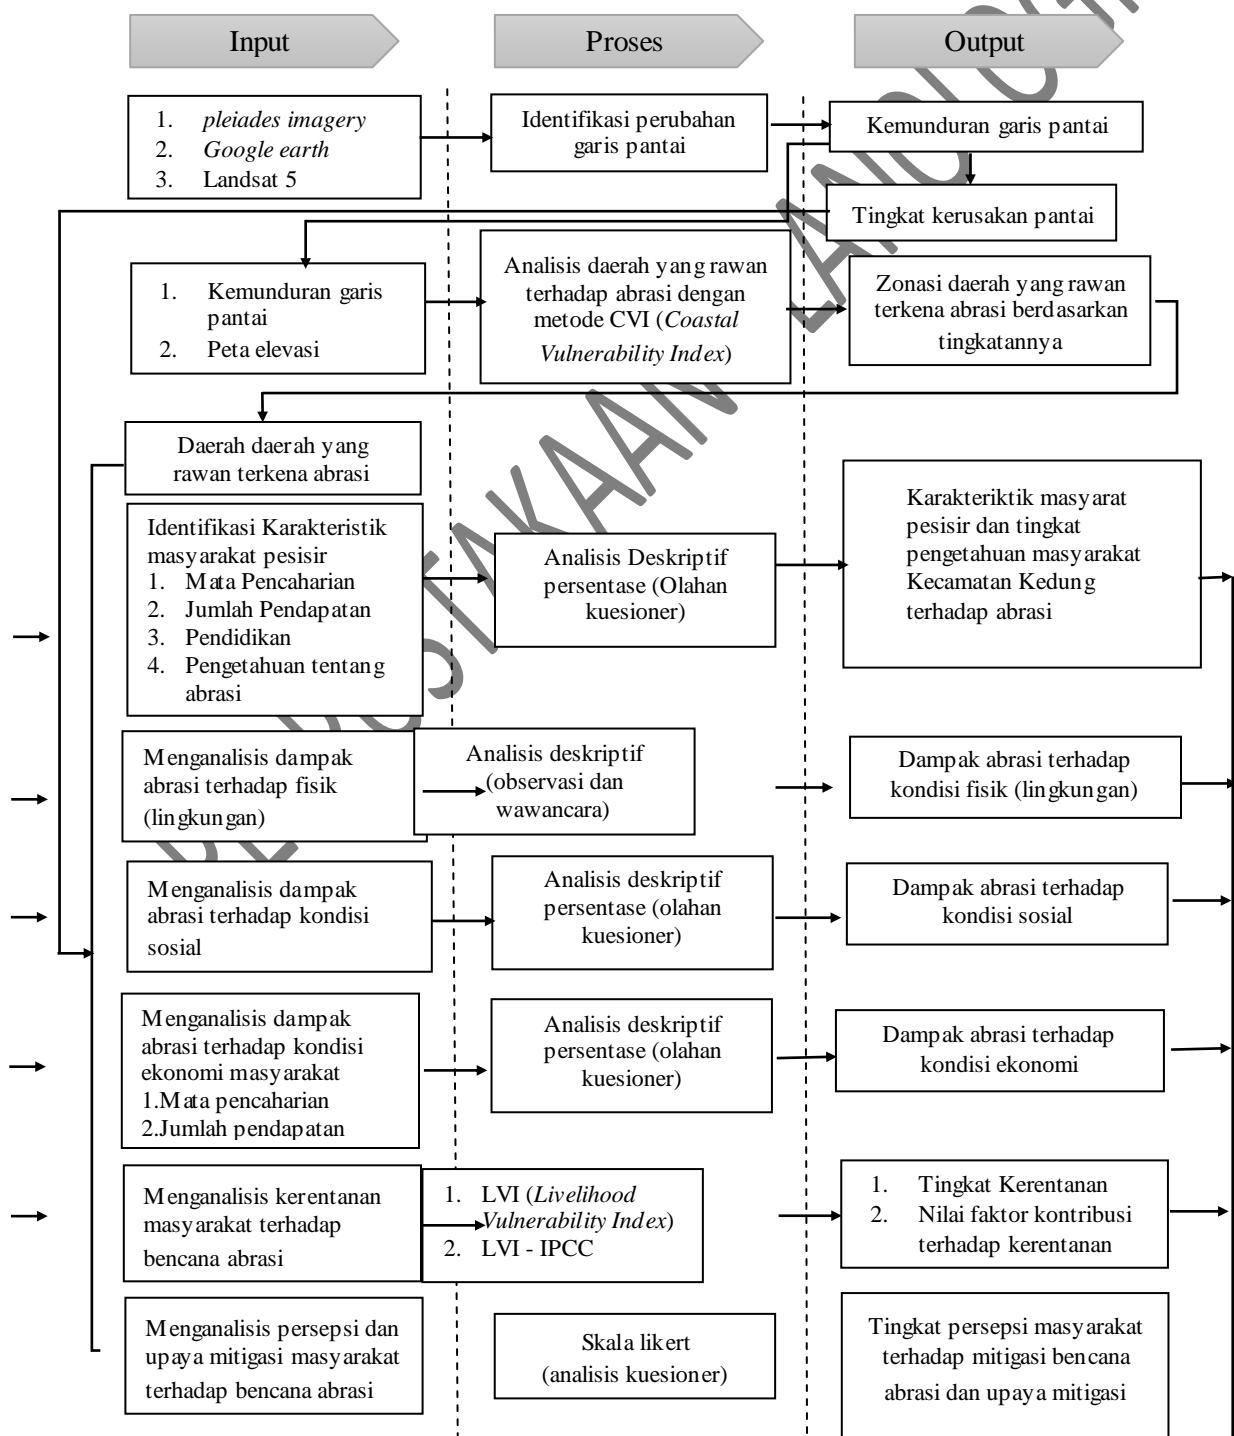 Input
Proses
Output
1. pleiades imagery
2. Google earth
3. Landsat 5
Identifikasi perubahan
garis pantai
Kemunduran garis pantai
Tingkat kerusakan pantai
1. Kemunduran garis
pantai
2. Peta elevasi
Analisis daerah yang rawan
terhadap abrasi dengan
metode CVI (Coastal
Vulnerability Index)
Zonasi daerah yang rawan
terkena abrasi berdasarkan
tingkatannya
Daerah daerah yang
rawan terkena abrasi
Identifikasi Karakteristik
masyarakat pesisir
1. Mata Pencaharian
2. Jumlah Pendapatan
3. Pendidikan
4. Pengetahuan tentang
abrasi
Analisis Deskriptif
persentase (Olahan
kuesioner)
Karakteriktik masyarat
pesisir dan tingkat
pengetahuan masyarakat
Kecamatan Kedung
terhadap abrasi
Menganalisis dampak
abrasi terhadap fisik
(lingkungan)
Analisis deskriptif
(observasi dan
wawancara)
Dampak abrasi terhadap
kondisi fisik (lingkungan)
Menganalisis dampak
abrasi terhadap kondisi
sosial
Analisis deskriptif
persentase (olahan
kuesioner)
Dampak abrasi terhadap
kondisi sosial
Menganalisis dampak
abrasi terhadap kondisi
ekonomi masyarakat
1.Mata pencaharian
2.Jumlah pendapatan
Analisis deskriptif
persentase (olahan
kuesioner)
Dampak abrasi terhadap
kondisi ekonomi
Menganalisis kerentanan
masyarakat terhadap
bencana abrasi
1. LVI (Livelihood
Vulnerability Index)
2. LVI - IPCC
1. Tingkat Kerentanan
2. Nilai faktor kontribusi
terhadap kerentanan
Menganalisis persepsi dan
upaya mitigasi masyarakat
terhadap bencana abrasi
Skala likert
(analisis kuesioner)
Tingkat persepsi masyarakat
terhadap mitigasi bencana
abrasi dan upaya mitigasi